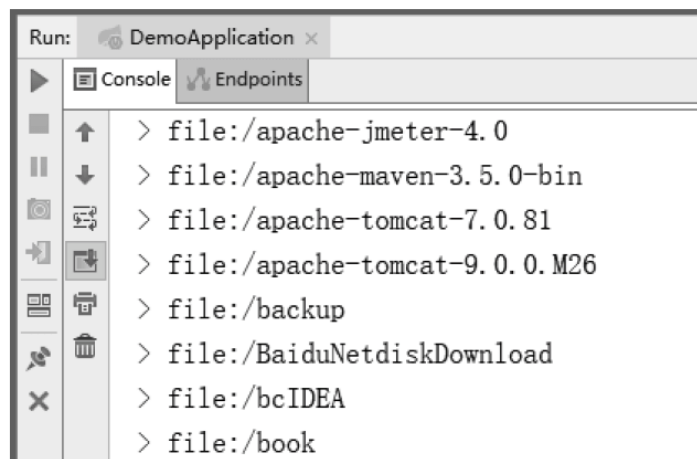 Run: DemoApplication ×
Console Endpoints
> file:/apache-jmeter-4.0
> file:/apache-maven-3.5.0-bin
> file:/apache-tomcat-7.0.81
> file:/apache-tomcat-9.0.0.M26
> file:/backup
> file:/BaiduNetdiskDownload
> file:/bcIDEA
> file:/book